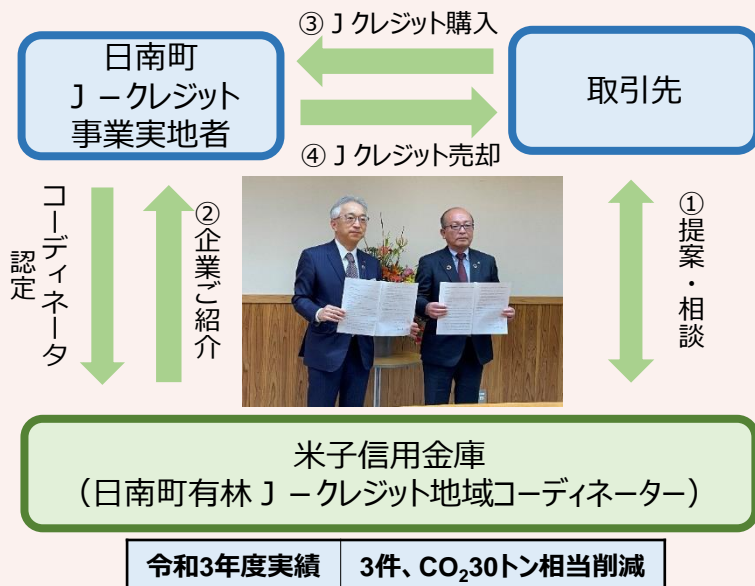 ③Jクレジット購入
日南町
J－クレジット
事業実地者
取引先
④Jクレジット売却
コーディネータ
認定
②企業ご紹介
①提案・相談
米子信用金庫
（日南町有林J－クレジット地域コーディネーター）
令和3年度実績 3件、CO₂30トン相当削減